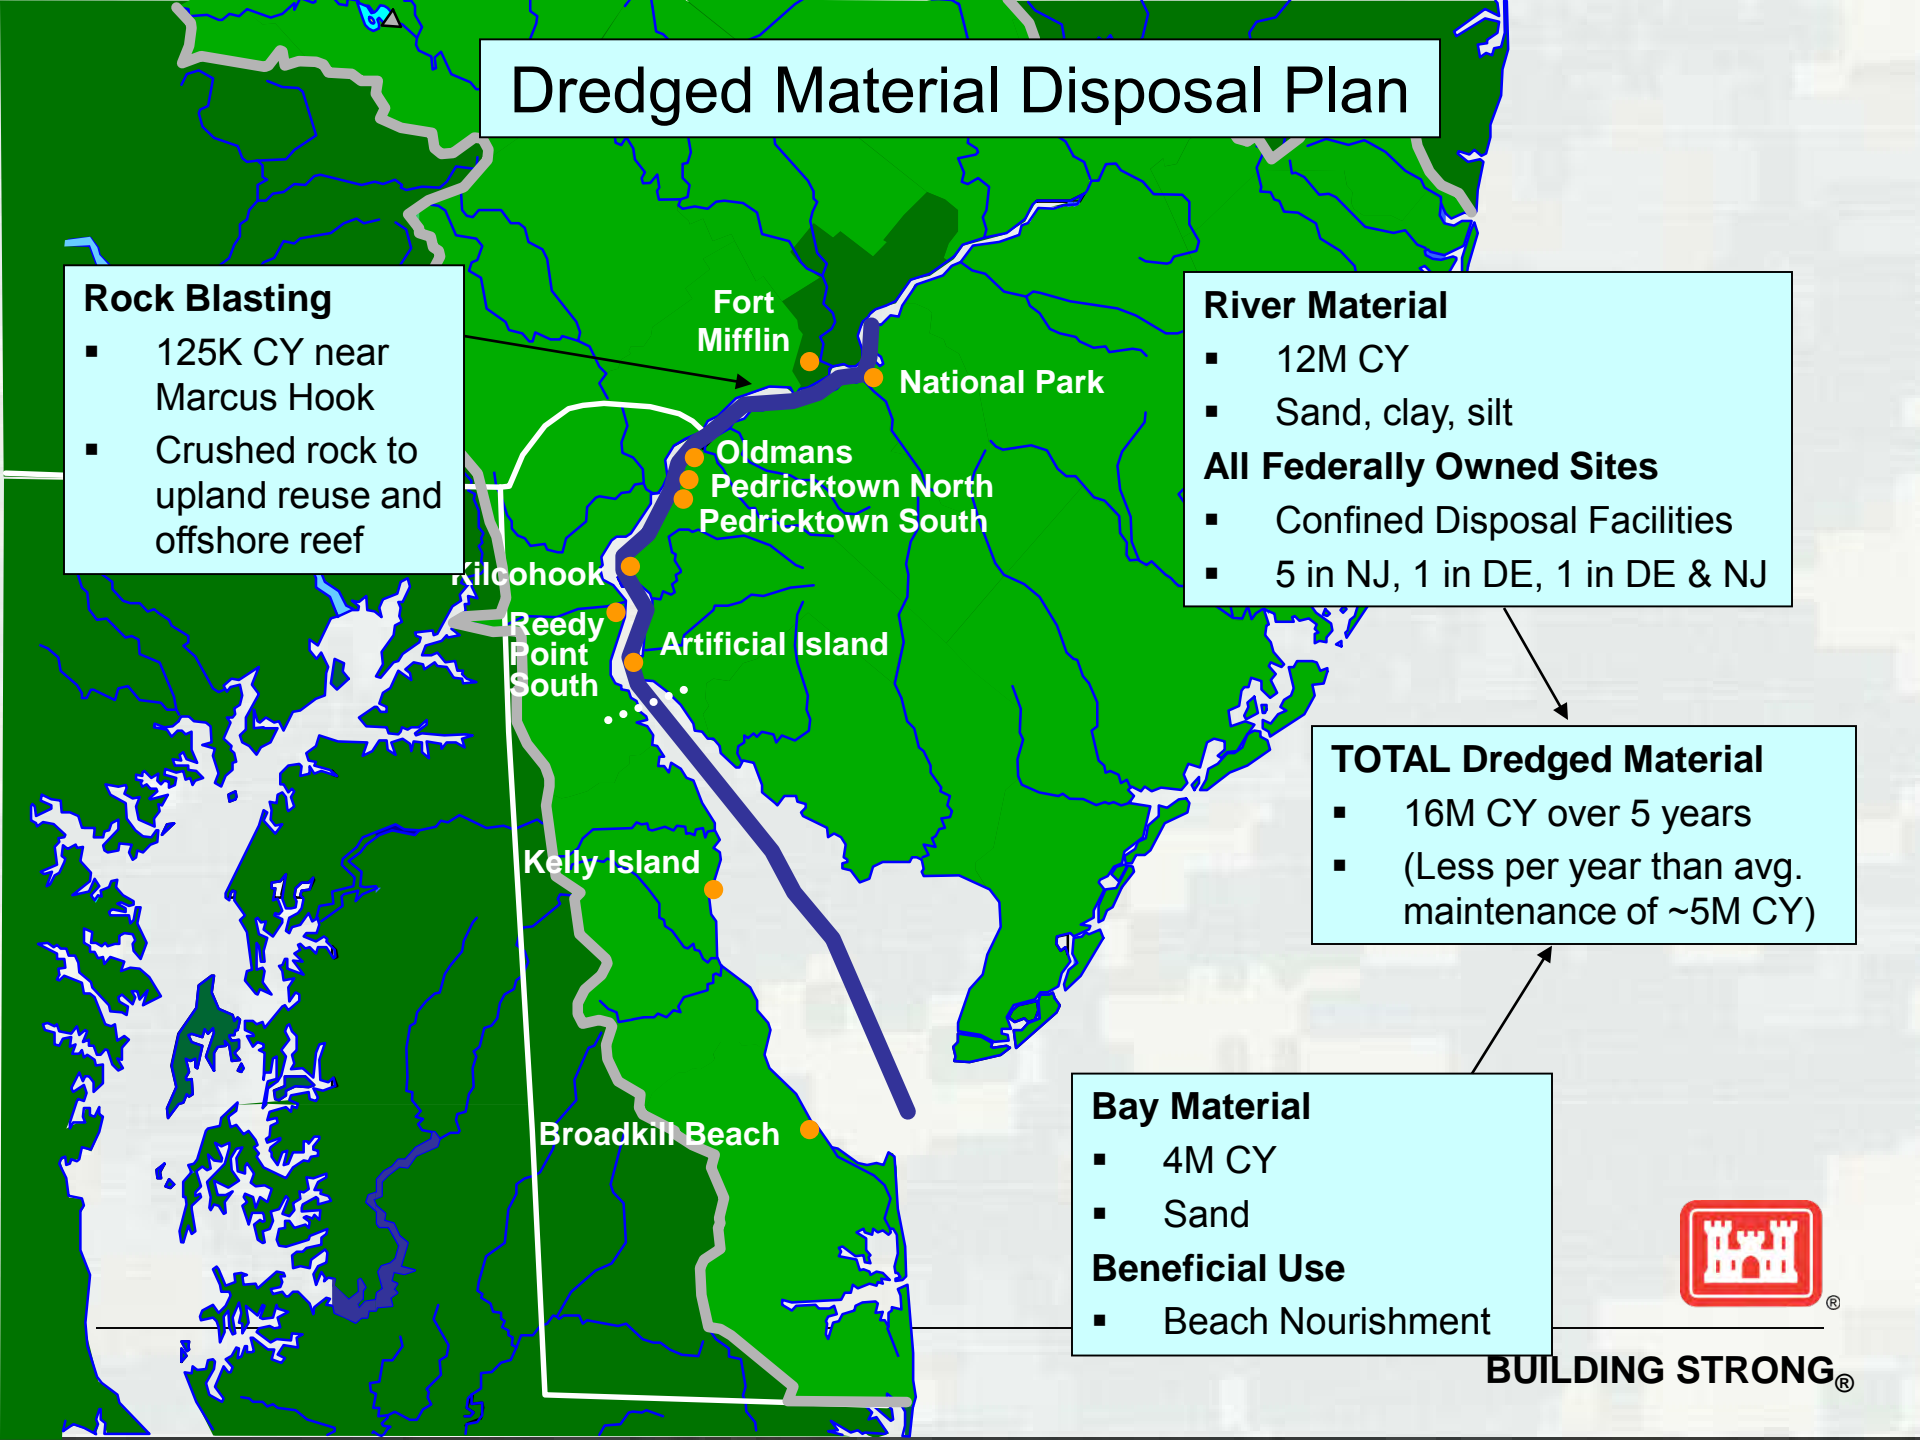 Dredged Material Disposal Plan
Rock Blasting
▪ 125K CY near
Marcus Hook
▪ Crushed rock to
upland reuse and
offshore reef
Fort
Mifflin
National Park
Oldmans
Pedricktown North
Pedricktown South
Kilcohook
Reedy
Point
South
Artificial Island
Kelly Island
Broadkill Beach
River Material
▪ 12M CY
▪ Sand, clay, silt
All Federally Owned Sites
▪ Confined Disposal Facilities
▪ 5 in NJ, 1 in DE, 1 in DE & NJ
TOTAL Dredged Material
▪ 16M CY over 5 years
▪ (Less per year than avg.
maintenance of ~5M CY)
Bay Material
▪ 4M CY
▪ Sand
Beneficial Use
▪ Beach Nourishment
®
BUILDING STRONG®